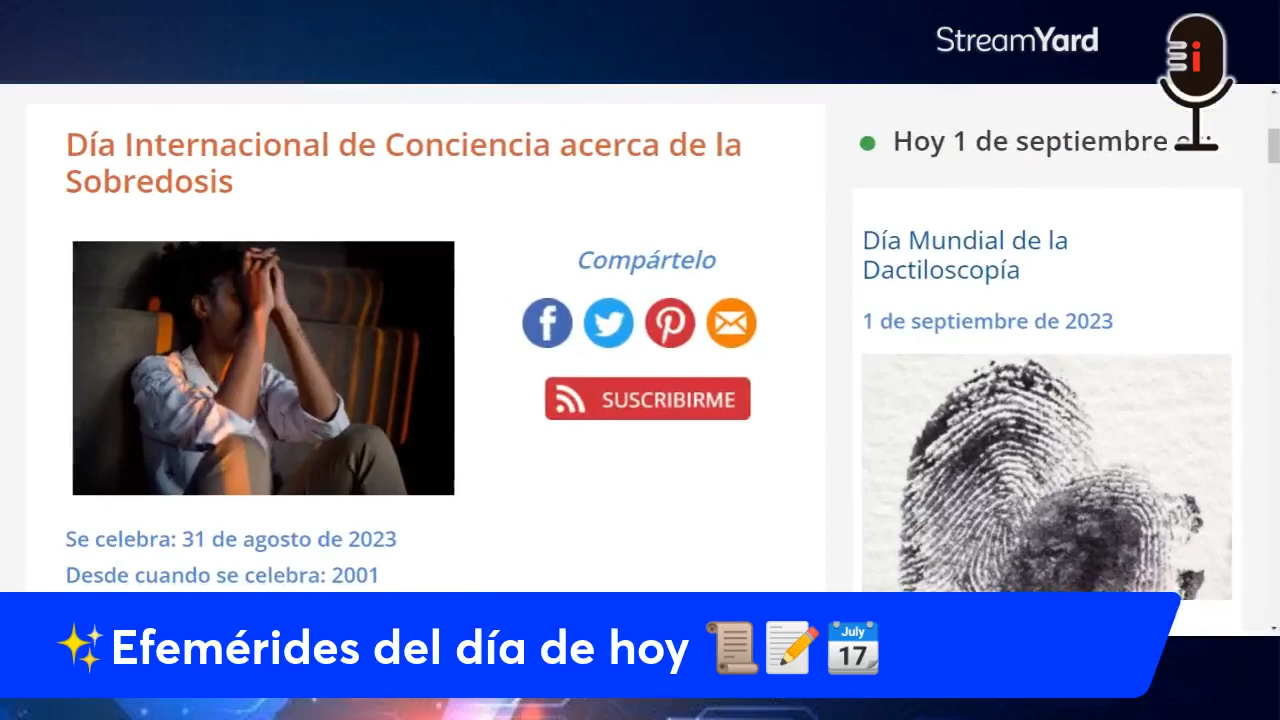 StreamYard
i
Día Internacional de Conciencia acerca de la
Sobredosis
Compártelo
SUSCRIBIRME
Se celebra: 31 de agosto de 2023
Desde cuando se celebra: 2001
Hoy 1 de septiembre
Día Mundial de la
Dactiloscopía
1 de septiembre de 2023
✨Efemérides del día de hoy 📜📝📅
July
17